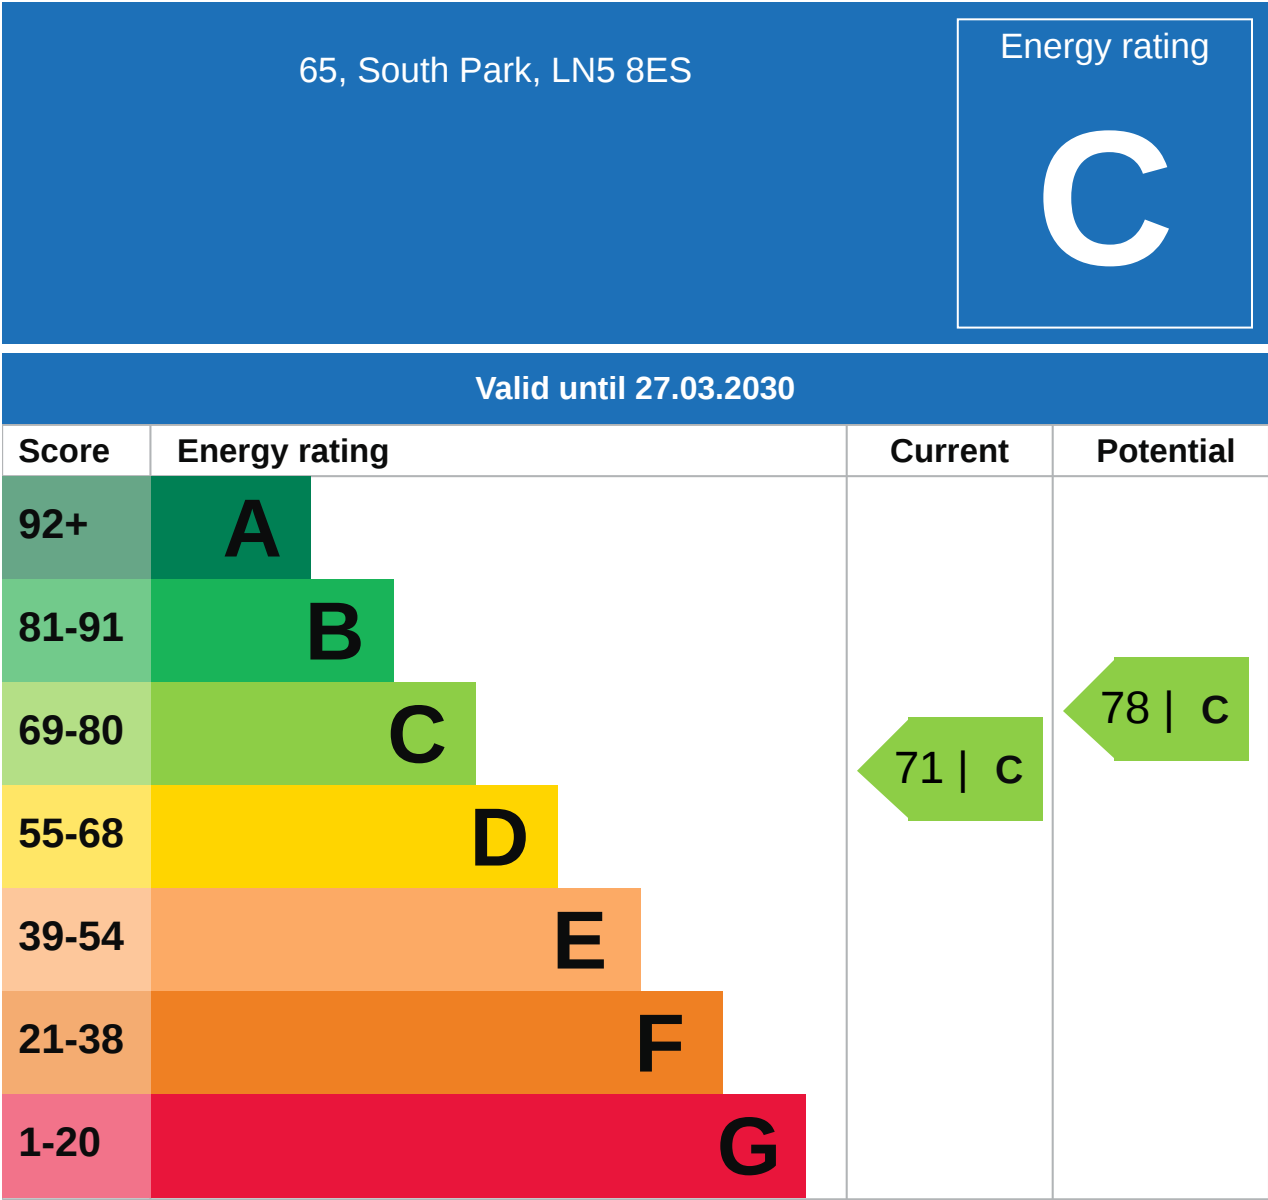 65, South Park, LN5 8ES
Energy rating
C
Valid until 27.03.2030
Score Energy rating Current Potential
92+ A
81-91 B
69-80 C
78 | C
71 | C
55-68 D
39-54 E
21-38 F
1-20 G